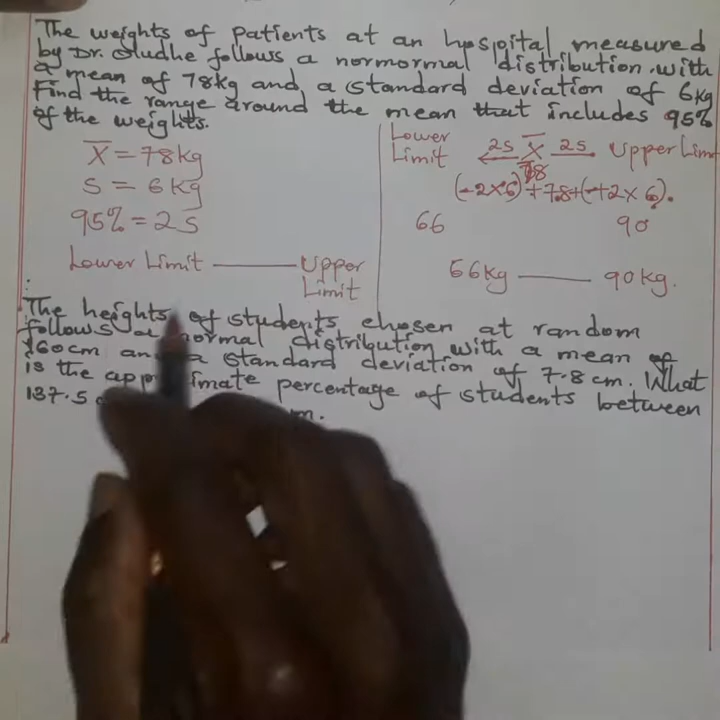 The weights of patients at an hospital measured
by Dr. Oludhe follows a normormal distribution with
a mean of 78kg and a standard deviation of 6kg
Find the range around the mean that includes 95%
of the weights.
X̅ = 78kg
S = 6kg
95% = 2S
Lower Limit ——— Upper
Limit
Lower
Limit
2S X̅ 2S Upper Limit
78
(-2×6)+78+(+2×6).
66 90
66kg ——— 90kg.
The heights of students chosen at random
follows a normal distribution with a mean of
160cm and a standard deviation of 7.8cm. What
is the approximate percentage of students between
137.5
m.